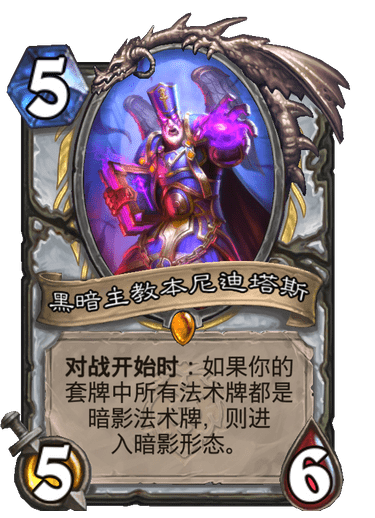 5
黑暗主教本尼迪塔斯
对战开始时：如果你的
套牌中所有法术牌都是
暗影法术牌，则进
入暗影形态。
5
6